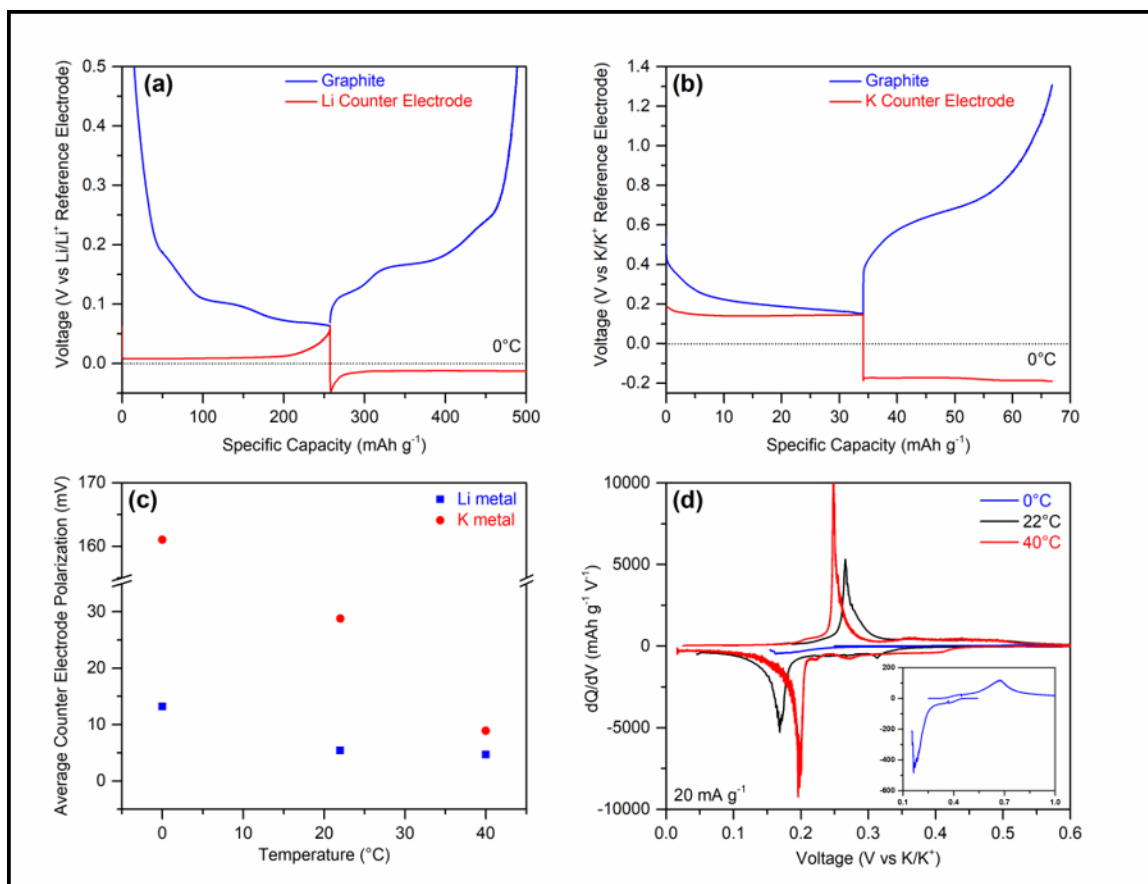 (a)
Graphite
Li Counter Electrode
0.5
0.4
0.3
0.2
0.1
0.0
Voltage (V vs Li/Li⁺ Reference Electrode)
0°C
0 100 200 300 400 500
Specific Capacity (mAh g⁻¹)
(b)
Graphite
K Counter Electrode
1.4
1.2
1.0
0.8
0.6
0.4
0.2
0.0
-0.2
Voltage (V vs K/K⁺ Reference Electrode)
0°C
0 10 20 30 40 50 60 70
Specific Capacity (mAh g⁻¹)
(c)
Li metal
K metal
170
160
30
20
10
0
Average Counter Electrode Polarization (mV)
0 5 10 15 20 25 30 35 40 45
Temperature (°C)
(d)
0°C
22°C
40°C
10000
5000
0
-5000
-10000
dQ/dV (mAh g⁻¹ V⁻¹)
20 mA g⁻¹
200
0
-200
-400
-600
0.1 0.4 0.7 1.0
0.0 0.1 0.2 0.3 0.4 0.5 0.6
Voltage (V vs K/K⁺)